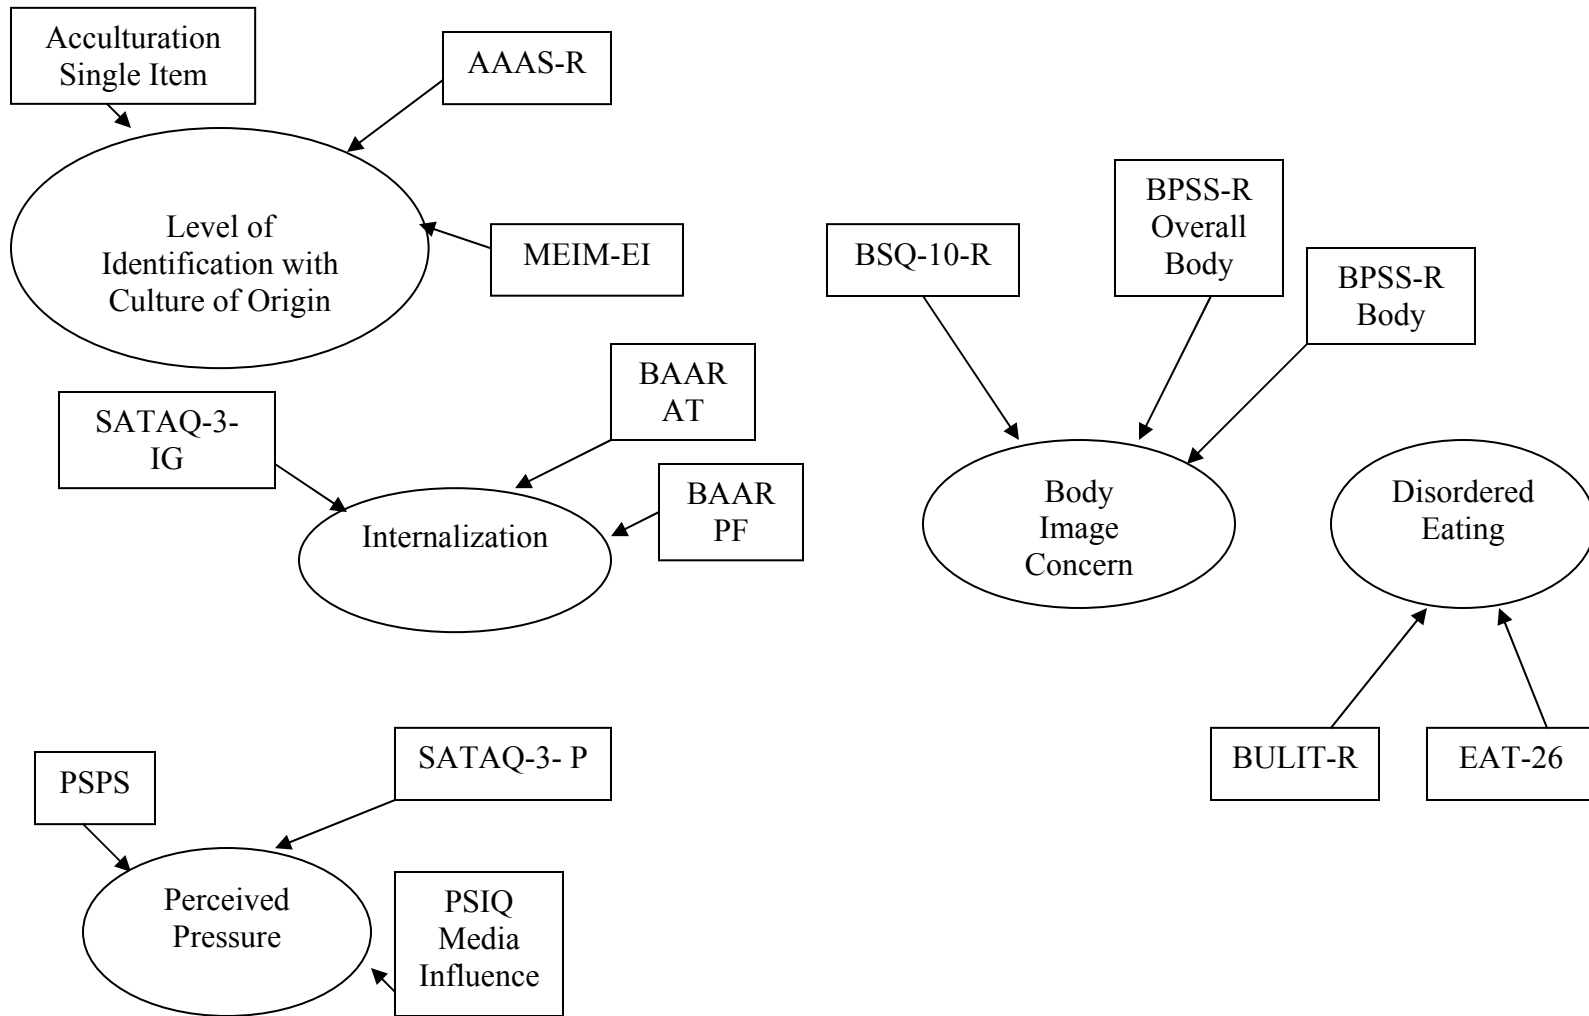 Acculturation
Single Item
AAAS-R
Level of
Identification with
Culture of Origin
MEIM-EI
BSQ-10-R
BPSS-R
Overall
Body
BPSS-R
Body
SATAQ-3-
IG
BAAR
AT
BAAR
PF
Internalization
Body
Image
Concern
Disordered
Eating
PSPS
SATAQ-3- P
BULIT-R
EAT-26
Perceived
Pressure
PSIQ
Media
Influence